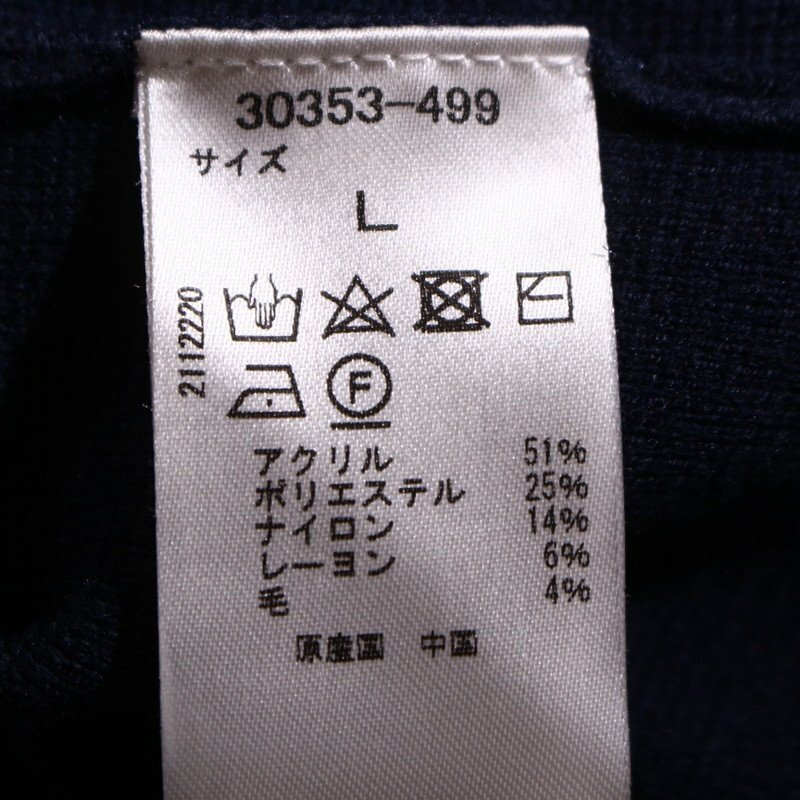 30353-499
サイズ
L
2112220
F
アクリル 51%
ポリエステル 25%
ナイロン 14%
レーヨン 6%
毛 4%
原産国 中国